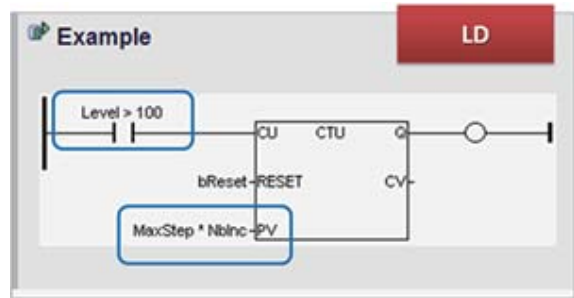 Example
LD
Level > 100
CU CTU Q
bReset RESET CV
MaxStep * NbInc PV